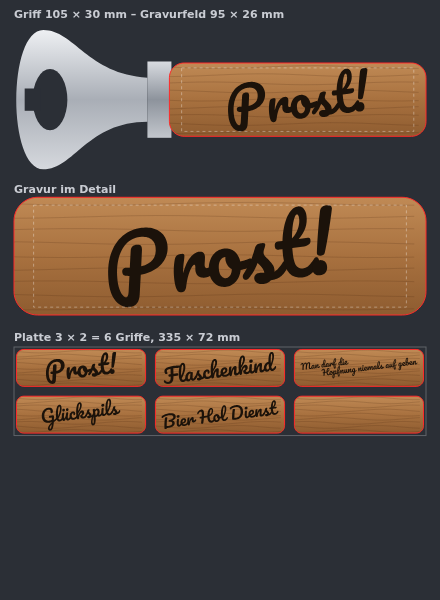 Griff 105 × 30 mm – Gravurfeld 95 × 26 mm
Prost!
Gravur im Detail
Prost!
Platte 3 × 2 = 6 Griffe, 335 × 72 mm
Prost!
Flaschenkind
Man darf die
Hopfnung niemals auf geben
Glückspils
Bier Hol Dienst